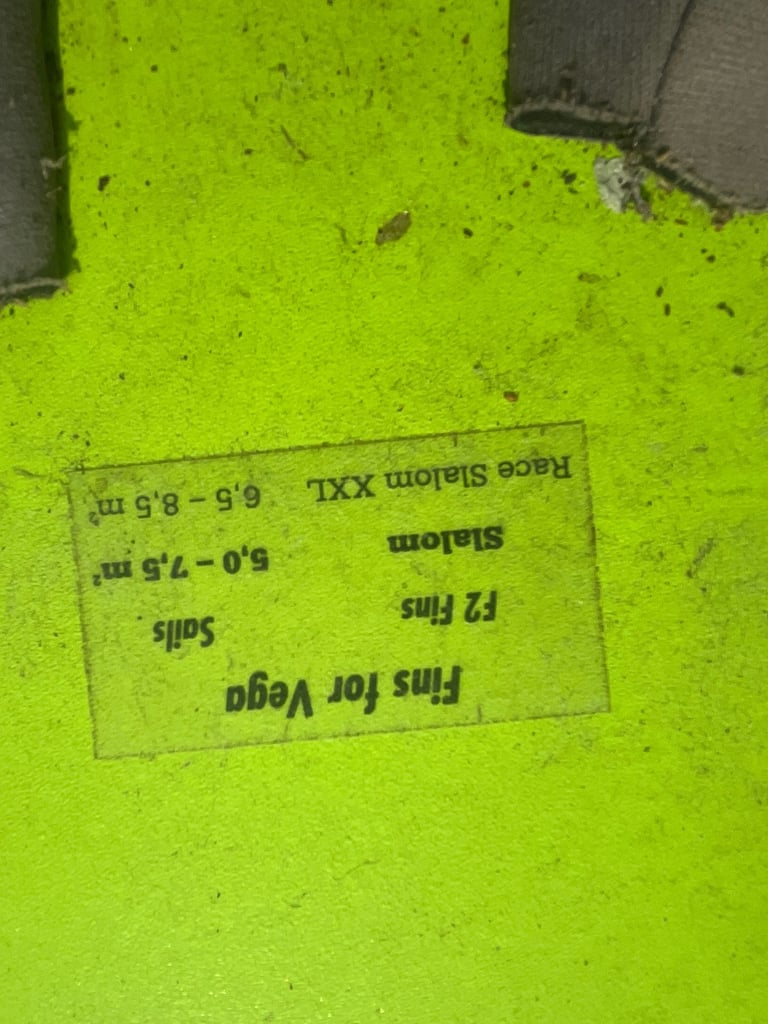 Fins for Vega
F2 Fins Sails
Slalom 5,0 – 7,5 m²
Race Slalom XXL 6,5 – 8,5 m²